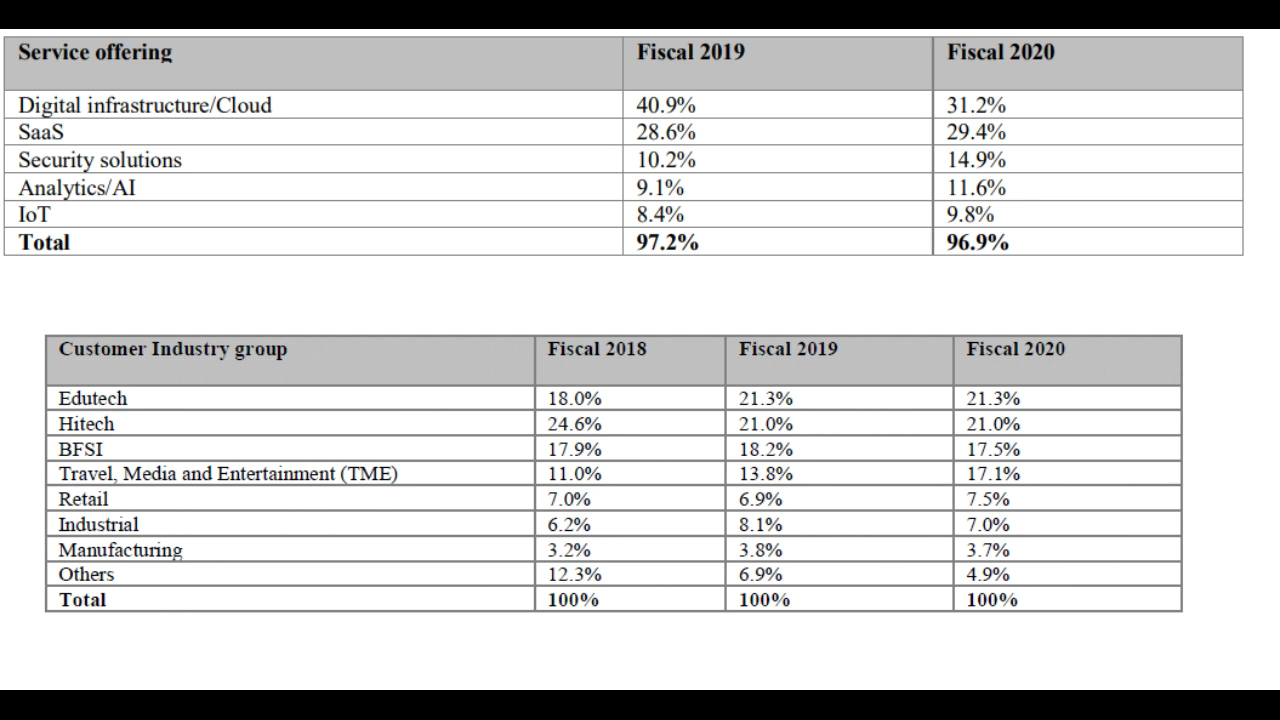 Service offering Fiscal 2019 Fiscal 2020
Digital infrastructure/Cloud 40.9% 31.2%
SaaS 28.6% 29.4%
Security solutions 10.2% 14.9%
Analytics/AI 9.1% 11.6%
IoT 8.4% 9.8%
Total 97.2% 96.9%
Customer Industry group Fiscal 2018 Fiscal 2019 Fiscal 2020
Edutech 18.0% 21.3% 21.3%
Hitech 24.6% 21.0% 21.0%
BFSI 17.9% 18.2% 17.5%
Travel, Media and Entertainment (TME) 11.0% 13.8% 17.1%
Retail 7.0% 6.9% 7.5%
Industrial 6.2% 8.1% 7.0%
Manufacturing 3.2% 3.8% 3.7%
Others 12.3% 6.9% 4.9%
Total 100% 100% 100%